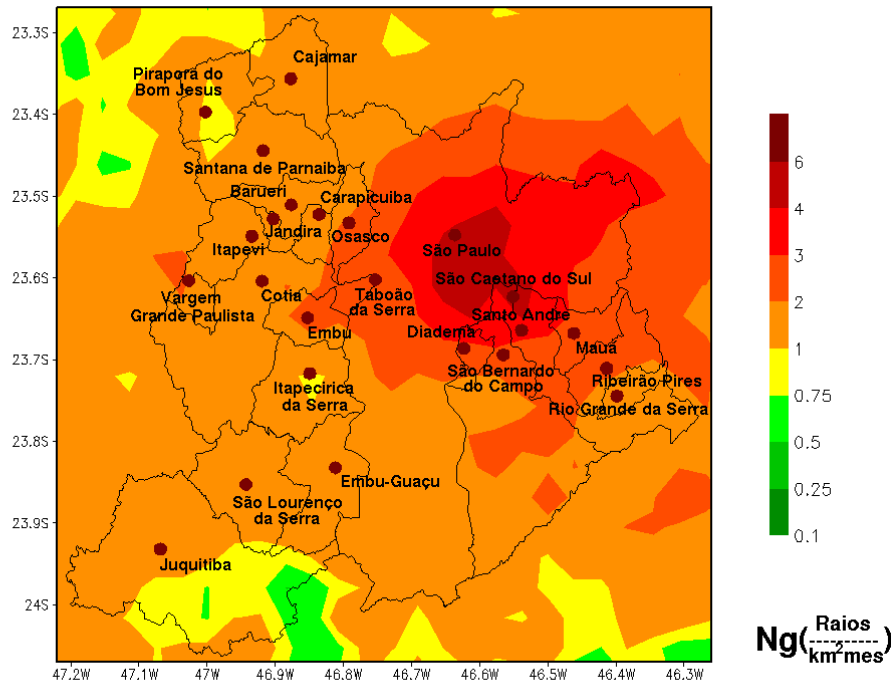 23.3S
23.4S
23.5S
23.6S
23.7S
23.8S
23.9S
24S
47.2W
47.1W
47W
46.9W
46.8W
46.7W
46.6W
46.5W
46.4W
46.3W
Cajamar
Pirapora do
Bom Jesus
Santana de Parnaiba
Barueri
Carapicuiba
Jandira
Osasco
Itapevi
São Paulo
São Caetano do Sul
Vargem
Grande Paulista
Cotia
Taboão
da Serra
Santo André
Embu
Diadema
Mauá
São Bernardo
do Campo
Ribeirão Pires
Itapecirica
da Serra
Rio Grande da Serra
Embu-Guaçu
São Lourenço
da Serra
Juquitiba
6
4
3
2
1
0.75
0.5
0.25
0.1
Ng(Raios
km²mes)